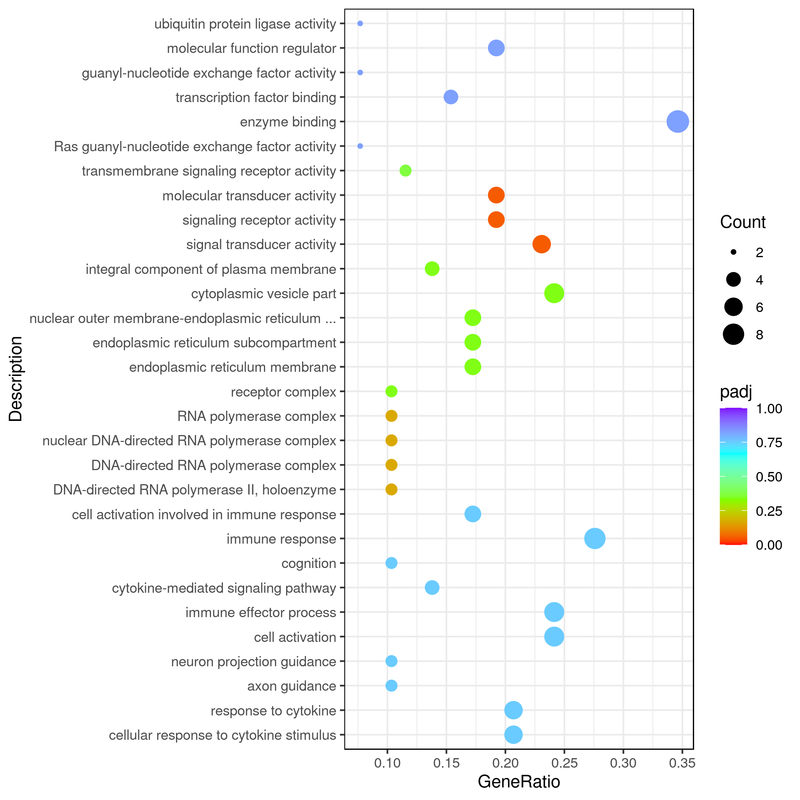 ubiquitin protein ligase activity
molecular function regulator
guanyl-nucleotide exchange factor activity
transcription factor binding
enzyme binding
Ras guanyl-nucleotide exchange factor activity
transmembrane signaling receptor activity
molecular transducer activity
signaling receptor activity
signal transducer activity
integral component of plasma membrane
cytoplasmic vesicle part
nuclear outer membrane-endoplasmic reticulum ...
endoplasmic reticulum subcompartment
endoplasmic reticulum membrane
receptor complex
RNA polymerase complex
nuclear DNA-directed RNA polymerase complex
DNA-directed RNA polymerase complex
DNA-directed RNA polymerase II, holoenzyme
cell activation involved in immune response
immune response
cognition
cytokine-mediated signaling pathway
immune effector process
cell activation
neuron projection guidance
axon guidance
response to cytokine
cellular response to cytokine stimulus
Description
0.10 0.15 0.20 0.25 0.30 0.35
GeneRatio
Count
2
4
6
8
padj
1.00
0.75
0.50
0.25
0.00